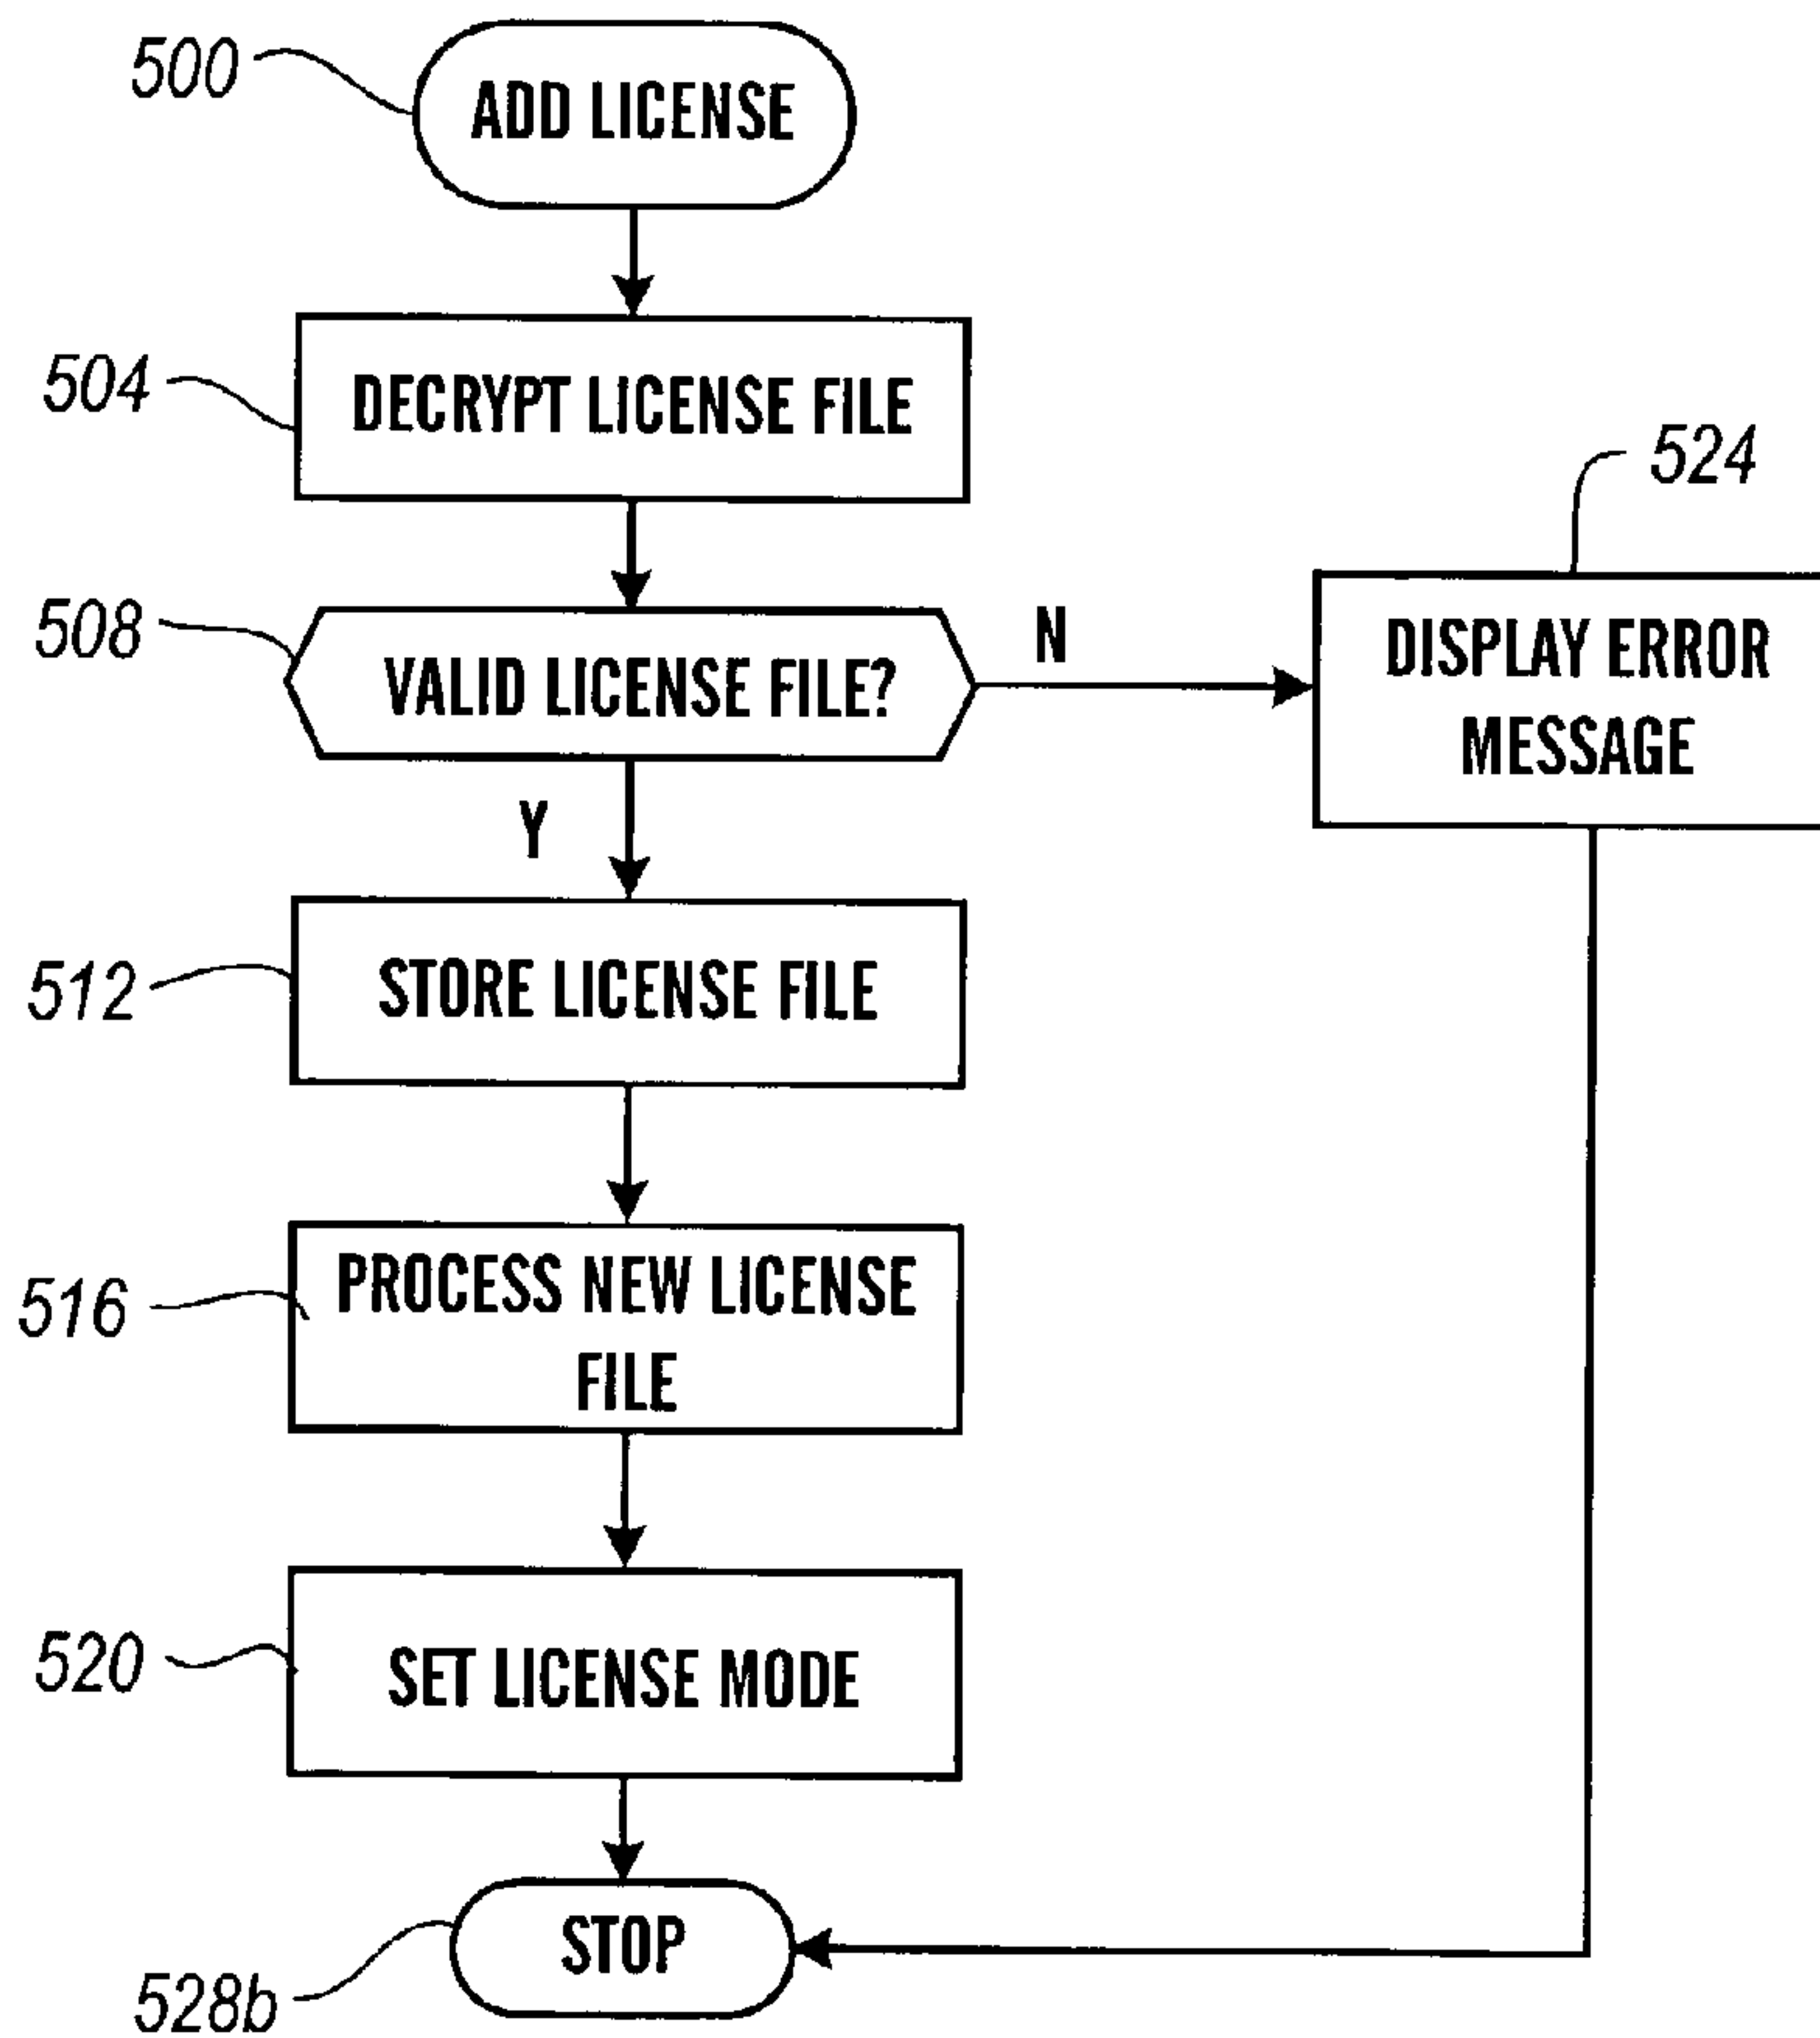 500
ADD LICENSE
504
DECRYPT LICENSE FILE
524
508
VALID LICENSE FILE?
N
DISPLAY ERROR
MESSAGE
Y
512
STORE LICENSE FILE
516
PROCESS NEW LICENSE
FILE
520
SET LICENSE MODE
STOP
528b